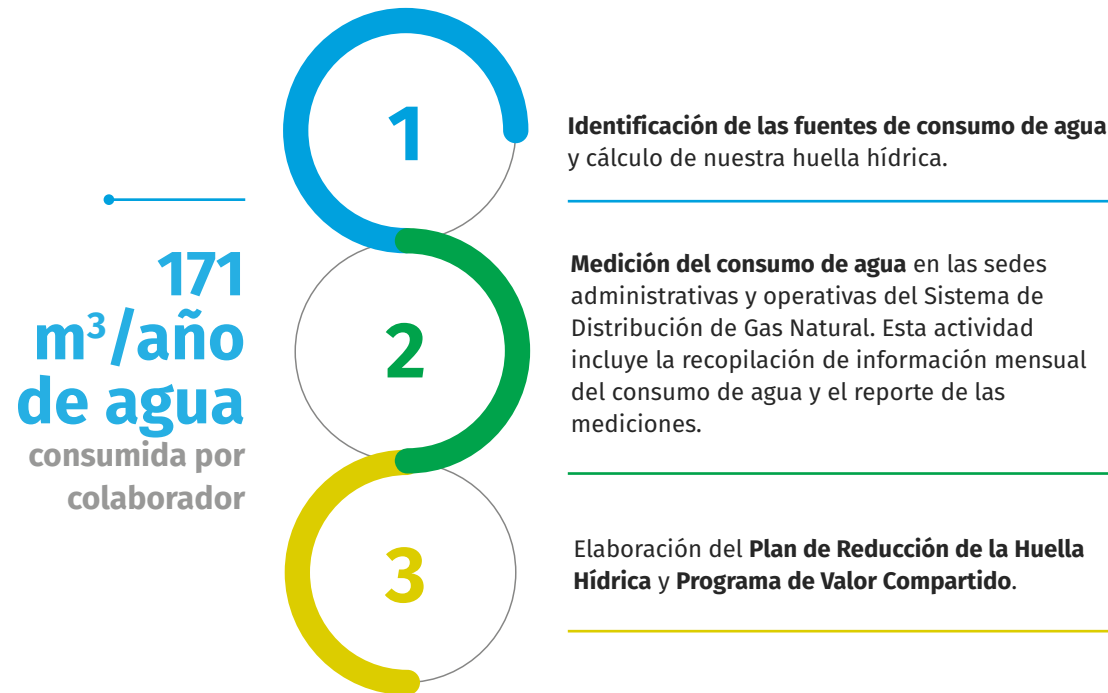 171
m³/año
de agua
consumida por
colaborador
1
Identificación de las fuentes de consumo de agua
y cálculo de nuestra huella hídrica.
2
Medición del consumo de agua en las sedes
administrativas y operativas del Sistema de
Distribución de Gas Natural. Esta actividad
incluye la recopilación de información mensual
del consumo de agua y el reporte de las
mediciones.
3
Elaboración del Plan de Reducción de la Huella
Hídrica y Programa de Valor Compartido.